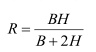 R = BH / (B + 2H)